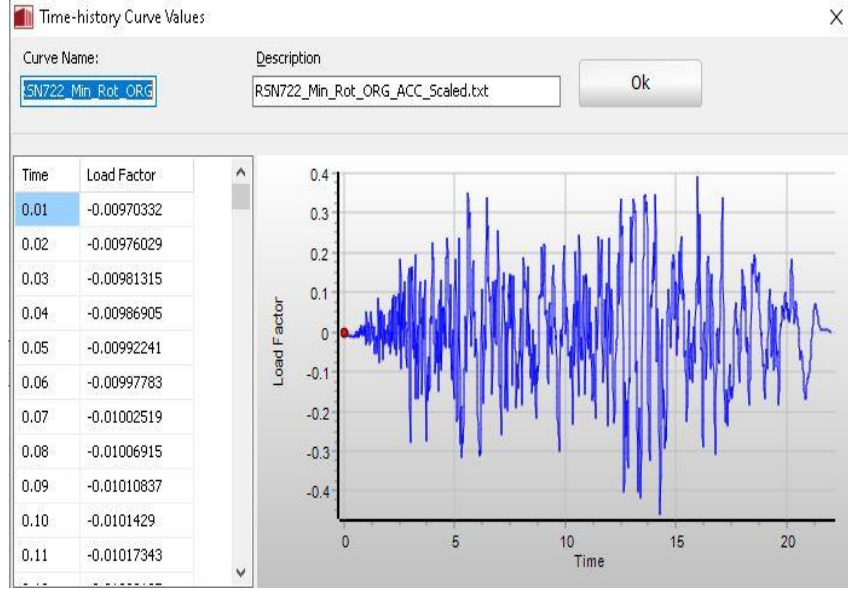 Time-history Curve Values
Curve Name:
Description
RSN722_Min_Rot_ORG_ACC_Scaled.txt
Ok
Time Load Factor
0.01 -0.00970332
0.02 -0.00976029
0.03 -0.00981315
0.04 -0.00986905
0.05 -0.00992241
0.06 -0.00997783
0.07 -0.01002519
0.08 -0.01006915
0.09 -0.01010837
0.10 -0.0101429
0.11 -0.01017343
Load Factor
0.4
0.3
0.2
0.1
0
-0.1
-0.2
-0.3
-0.4
0 5 10 15 20
Time